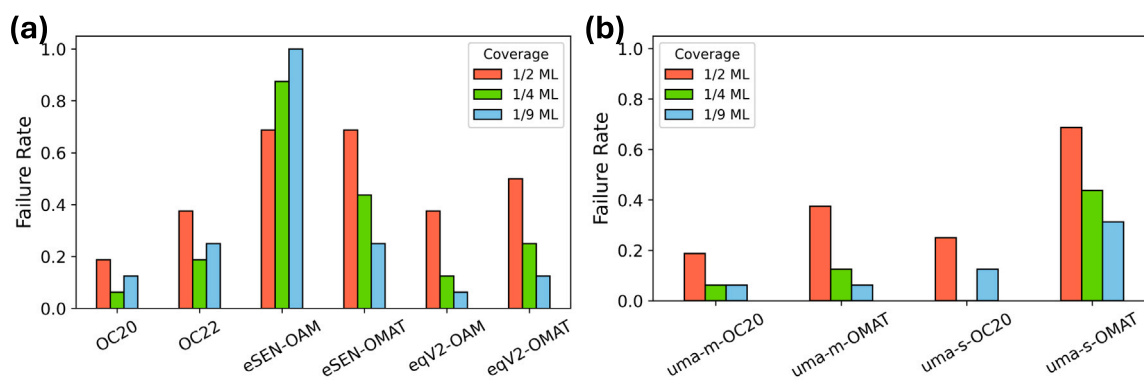 (a)
Failure Rate
1.0
0.8
0.6
0.4
0.2
0.0
Coverage
1/2 ML
1/4 ML
1/9 ML
OC20
OC22
eSEN-OAM
eSEN-OMAT
eqV2-OAM
eqV2-OMAT
(b)
Failure Rate
1.0
0.8
0.6
0.4
0.2
0.0
Coverage
1/2 ML
1/4 ML
1/9 ML
uma-m-OC20
uma-m-OMAT
uma-s-OC20
uma-s-OMAT